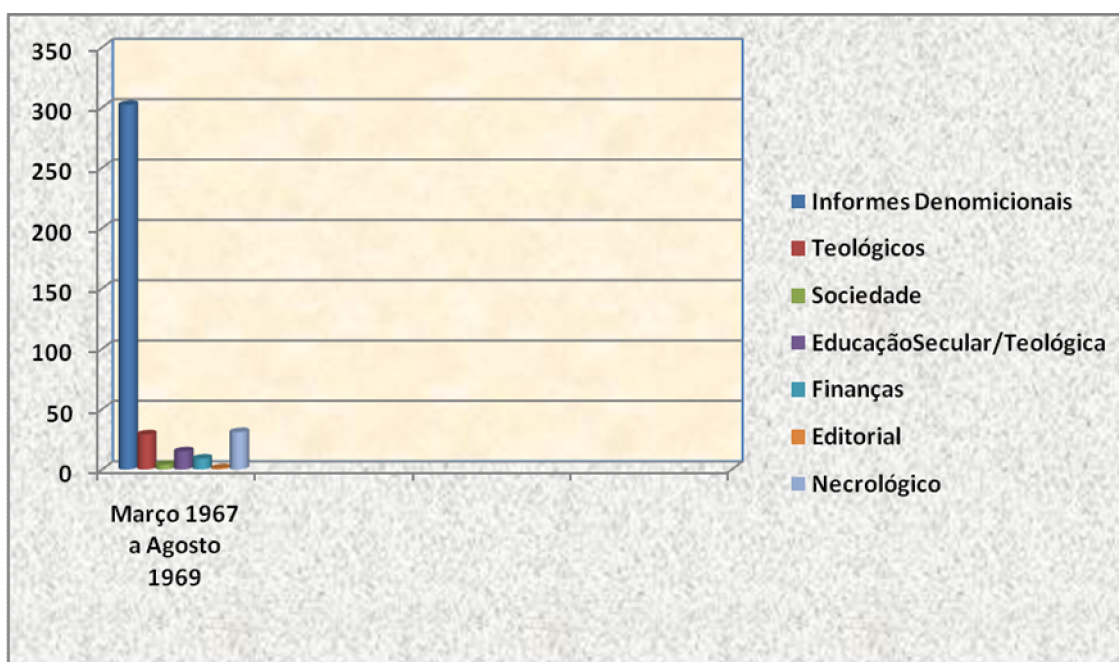 350
300
250
200
150
100
50
0
Março 1967
a Agosto
1969
Informes Denomicionais
Teológicos
Sociedade
EducaçãoSecular/Teológica
Finanças
Editorial
Necrológico